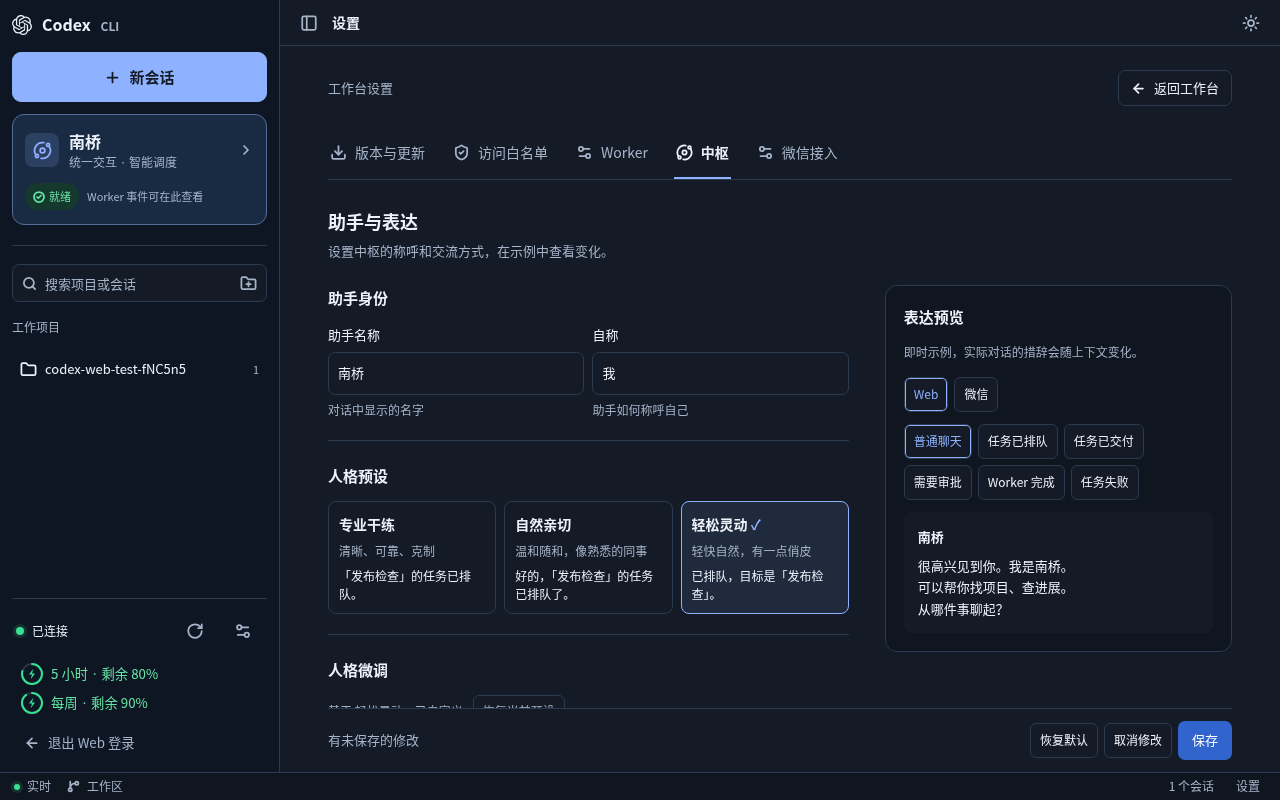 Codex CLI
新会话
南桥
统一交互 · 智能调度
就绪
Worker 事件可在此查看
搜索项目或会话
工作项目
codex-web-test-fNC5n5
1
已连接
5 小时 · 剩余 80%
每周 · 剩余 90%
退出 Web 登录
设置
工作台设置
返回工作台
版本与更新
访问白名单
Worker
中枢
微信接入
助手与表达
设置中枢的称呼和交流方式，在示例中查看变化。
助手身份
助手名称
自称
南桥
我
对话中显示的名字
助手如何称呼自己
人格预设
专业干练
清晰、可靠、克制
「发布检查」的任务已排
队。
自然亲切
温和随和，像熟悉的同事
好的，「发布检查」的任务
已排队了。
轻松灵动 ✓
轻快自然，有一点俏皮
已排队，目标是「发布检
查」。
人格微调
表达预览
即时示例，实际对话的措辞会随上下文变化。
Web
微信
普通聊天
任务已排队
任务已交付
需要审批
Worker 完成
任务失败
南桥
很高兴见到你。我是南桥。
可以帮你找项目、查进展。
从哪件事聊起？
有未保存的修改
恢复默认
取消修改
保存
实时
工作区
1 个会话
设置